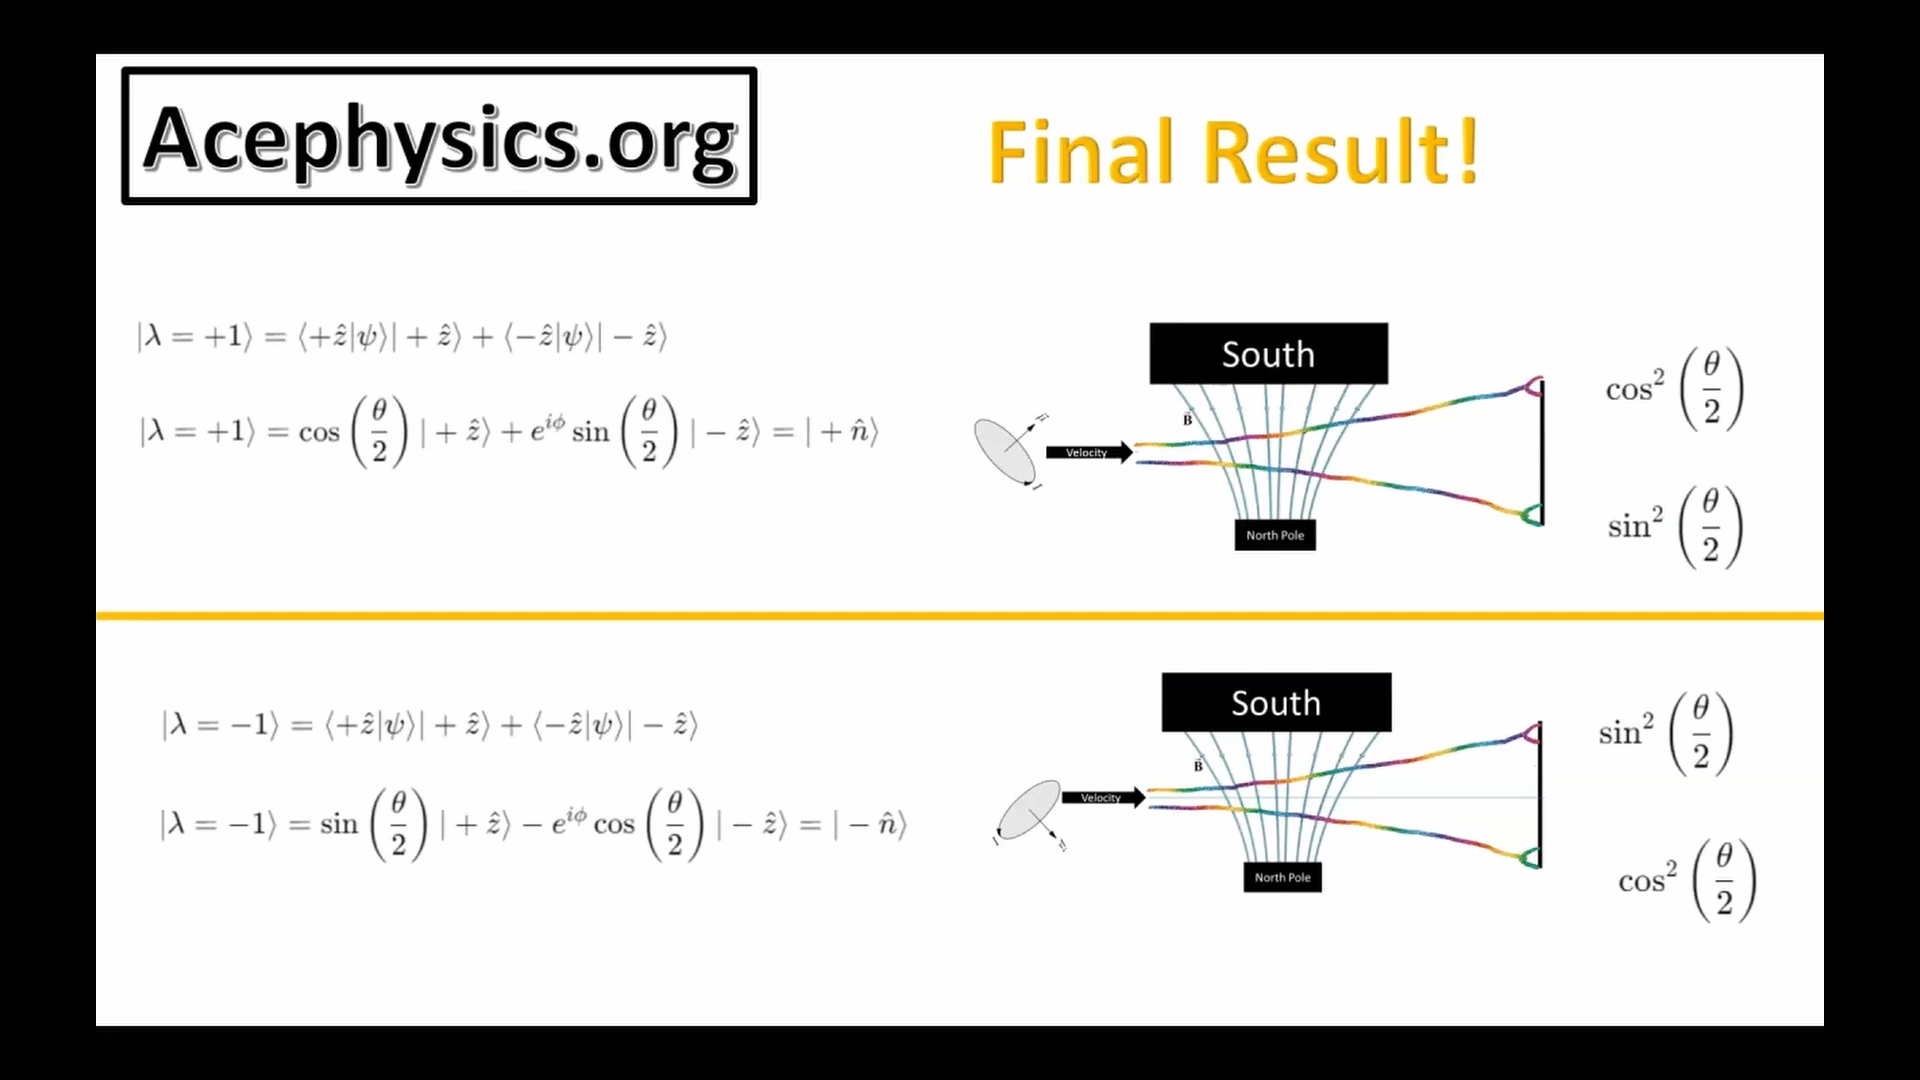 Acephysics.org
Final Result!
|λ = +1⟩ = ⟨+ẑ|ψ⟩| + ẑ⟩ + ⟨−ẑ|ψ⟩| − ẑ⟩
|λ = +1⟩ = cos(θ/2) | + ẑ⟩ + e^{iϕ} sin(θ/2) | − ẑ⟩ = | + n̂⟩
South
B⃗
Velocity
I
North Pole
cos²(θ/2)
sin²(θ/2)
|λ = −1⟩ = ⟨+ẑ|ψ⟩| + ẑ⟩ + ⟨−ẑ|ψ⟩| − ẑ⟩
|λ = −1⟩ = sin(θ/2) | + ẑ⟩ − e^{iϕ} cos(θ/2) | − ẑ⟩ = | − n̂⟩
South
B⃗
Velocity
I
North Pole
sin²(θ/2)
cos²(θ/2)